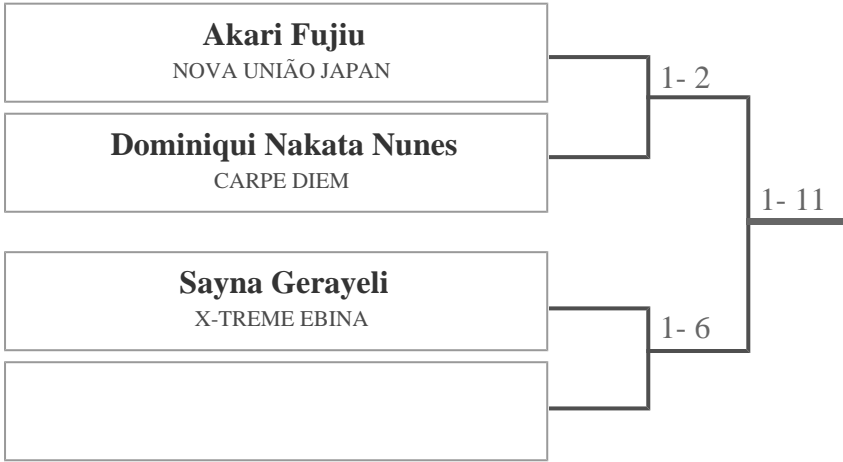 Akari Fujiu
NOVA UNIÃO JAPAN
1- 2
Dominiqui Nakata Nunes
CARPE DIEM
1- 11
Sayna Gerayeli
X-TREME EBINA
1- 6